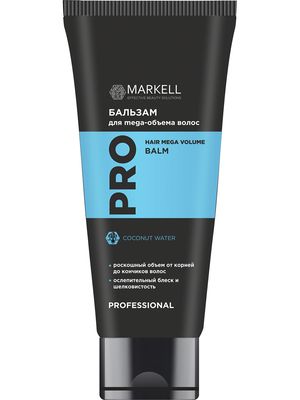 MARKELL
EFFECTIVE BEAUTY SOLUTIONS
БАЛЬЗАМ
для mega-объема волос
PRO
HAIR MEGA VOLUME
BALM
COCONUT WATER
роскошный объем от корней
до кончиков волос
ослепительный блеск и
шелковистость
PROFESSIONAL